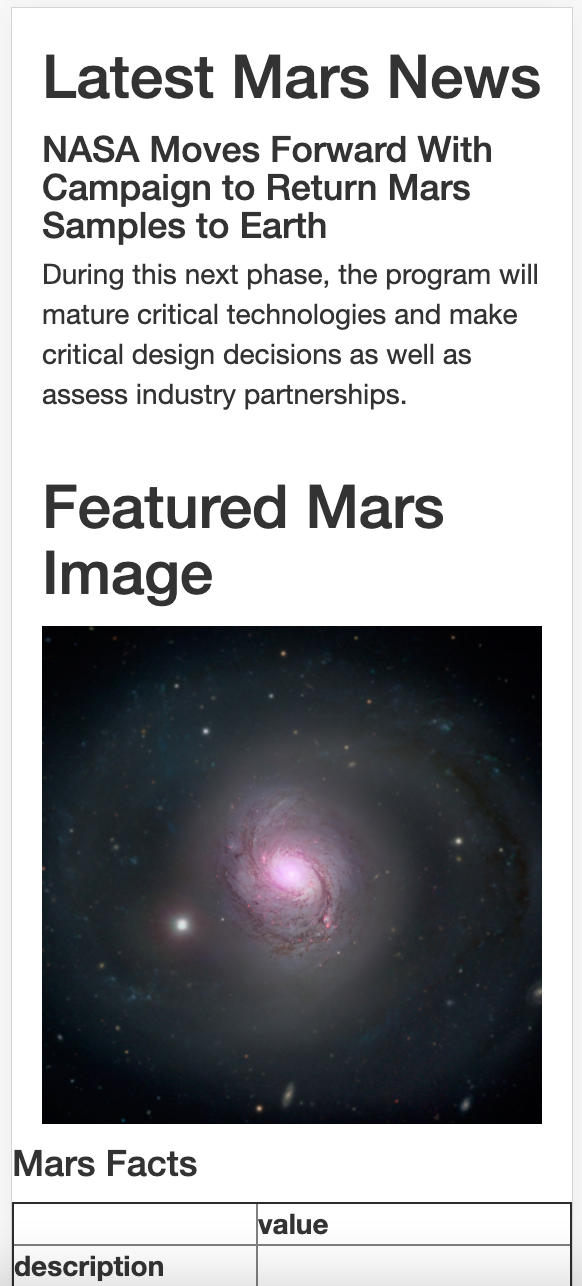 Latest Mars News
NASA Moves Forward With
Campaign to Return Mars
Samples to Earth
During this next phase, the program will
mature critical technologies and make
critical design decisions as well as
assess industry partnerships.
Featured Mars
Image
Mars Facts
value
description